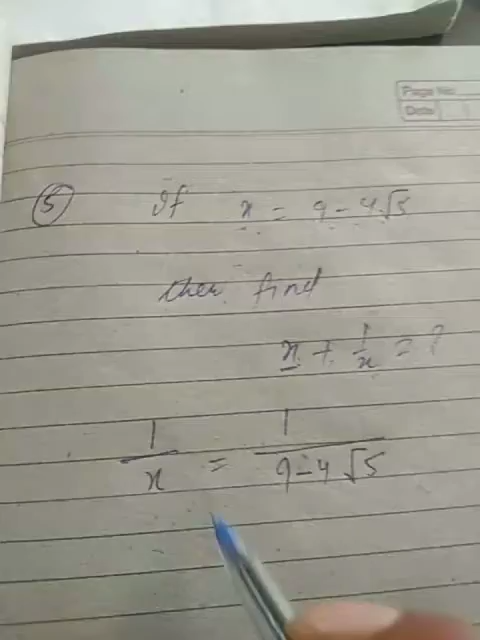 Page No.
Date
(5) If x = 9 - 4√5
then find
x + 1/x = ?
1/x = 1/(9-4√5)